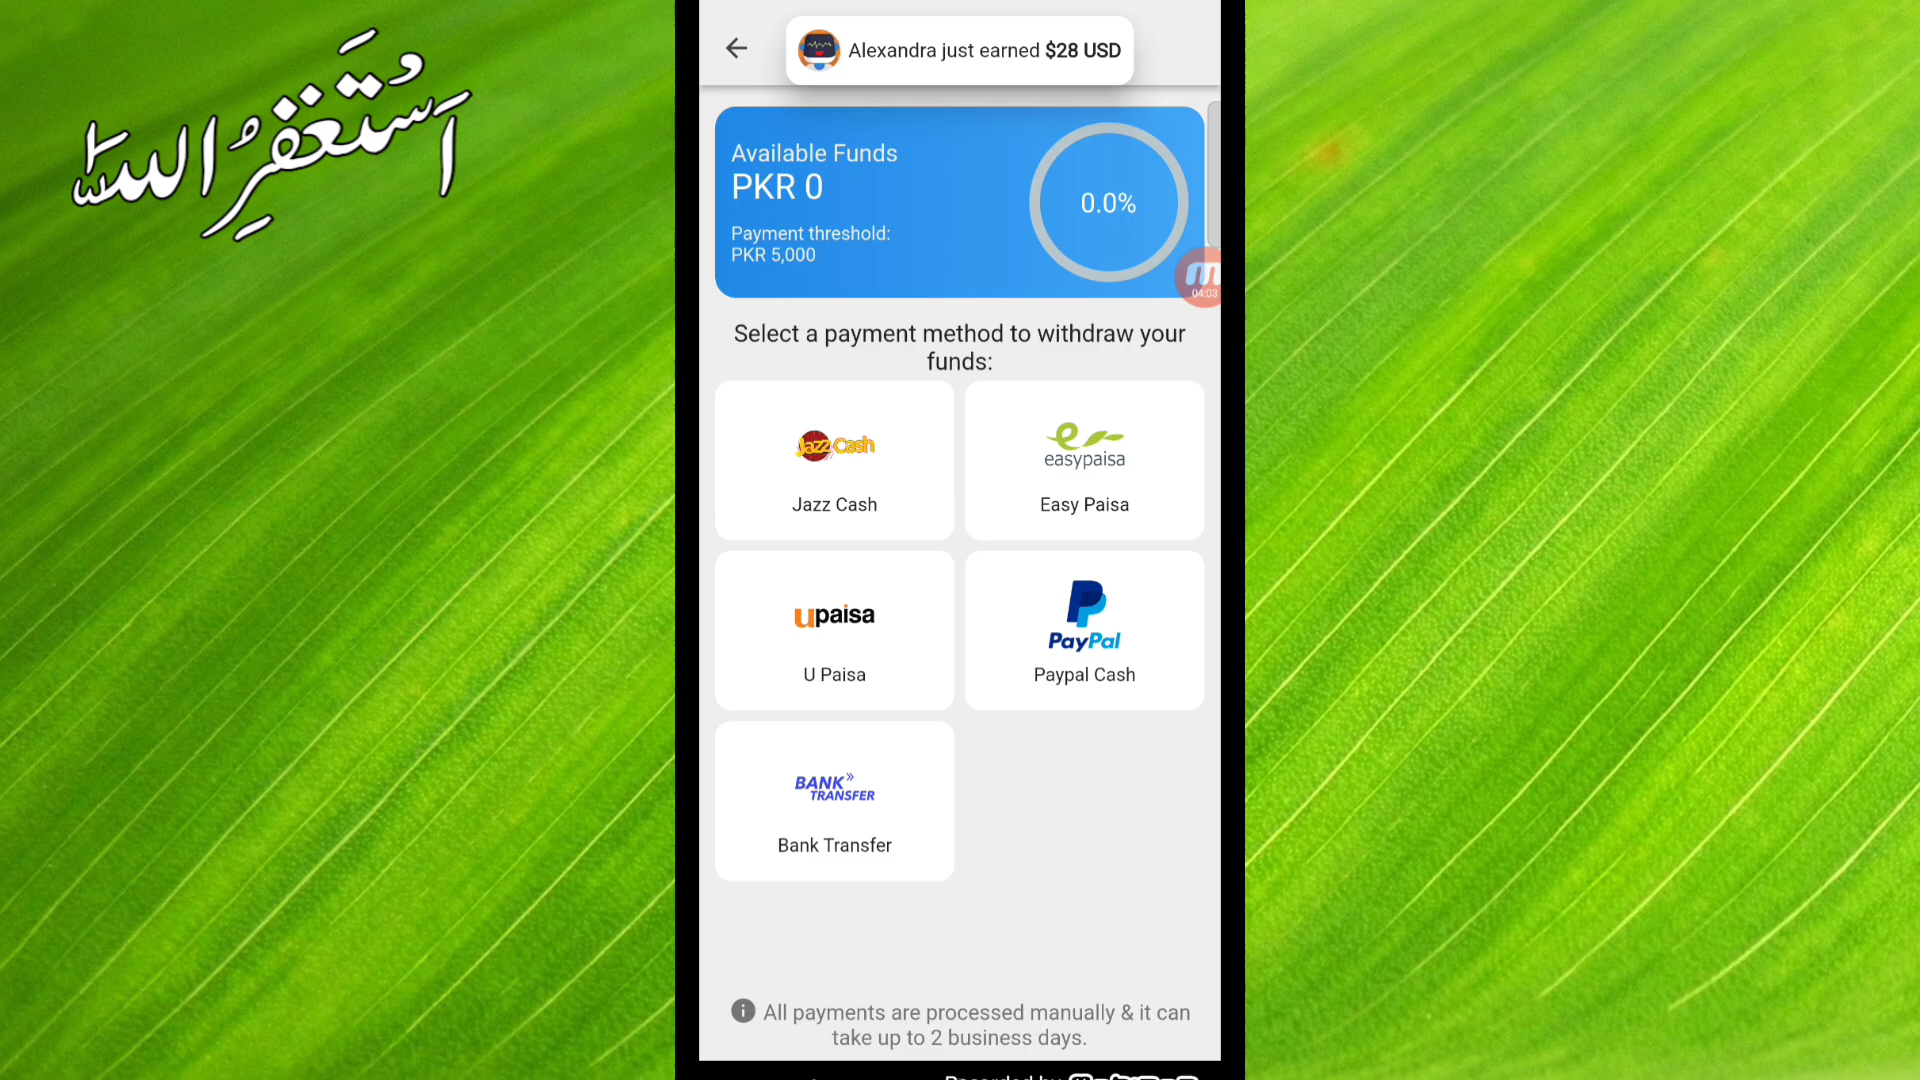 اَسْتَغْفِرُاللہ
Alexandra just earned $28 USD
Available Funds
PKR 0
Payment threshold:
PKR 5,000
0.0%
04:03
Select a payment method to withdraw your
funds:
JazzCash
Jazz Cash
easypaisa
Easy Paisa
upaisa
U Paisa
PayPal
Paypal Cash
BANK
TRANSFER
Bank Transfer
All payments are processed manually & it can
take up to 2 business days.